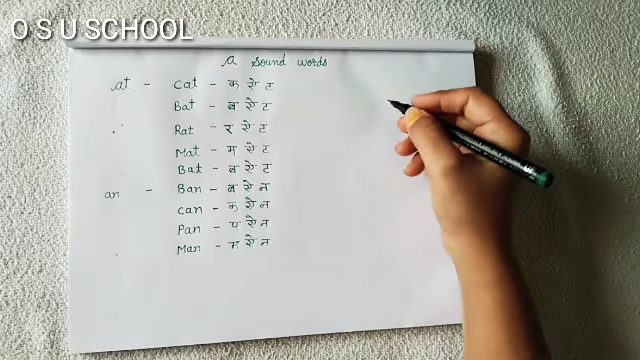 O S U SCHOOL
a sound words
at - Cat - क ऐ ट
Bat - ब ऐ ट
Rat - र ऐ ट
Mat - म ऐ ट
Bat - ब ऐ ट
an - Ban - ब ऐ न
Can - क ऐ न
Pan - प ऐ न
Man - म ऐ न